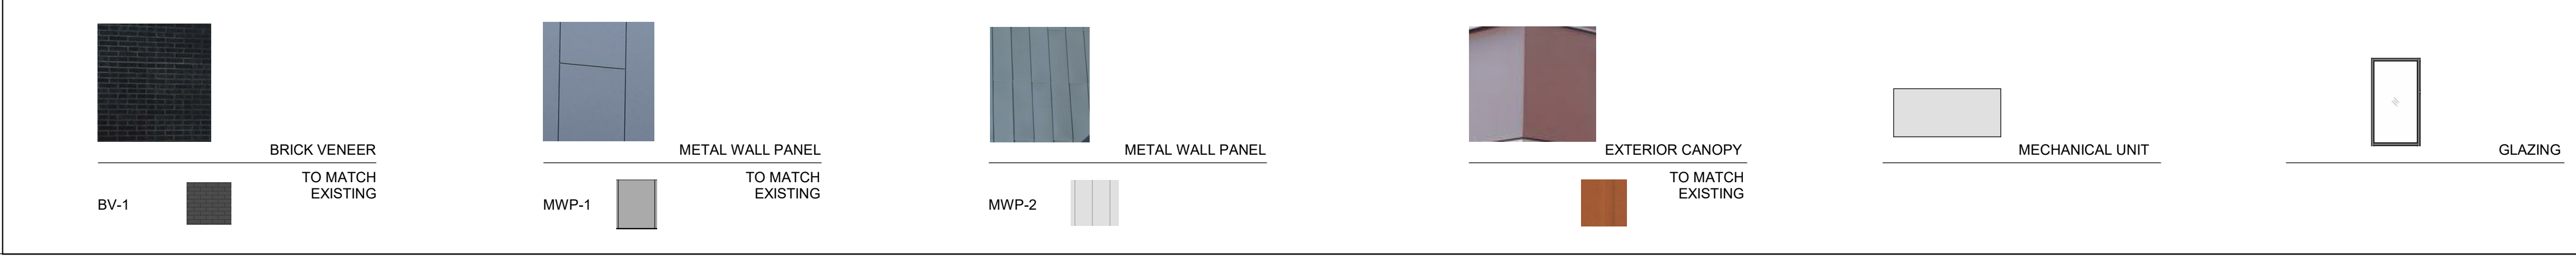 BRICK VENEER
TO MATCH
EXISTING
BV-1
METAL WALL PANEL
TO MATCH
EXISTING
MWP-1
METAL WALL PANEL
MWP-2
EXTERIOR CANOPY
TO MATCH
EXISTING
MECHANICAL UNIT
GLAZING